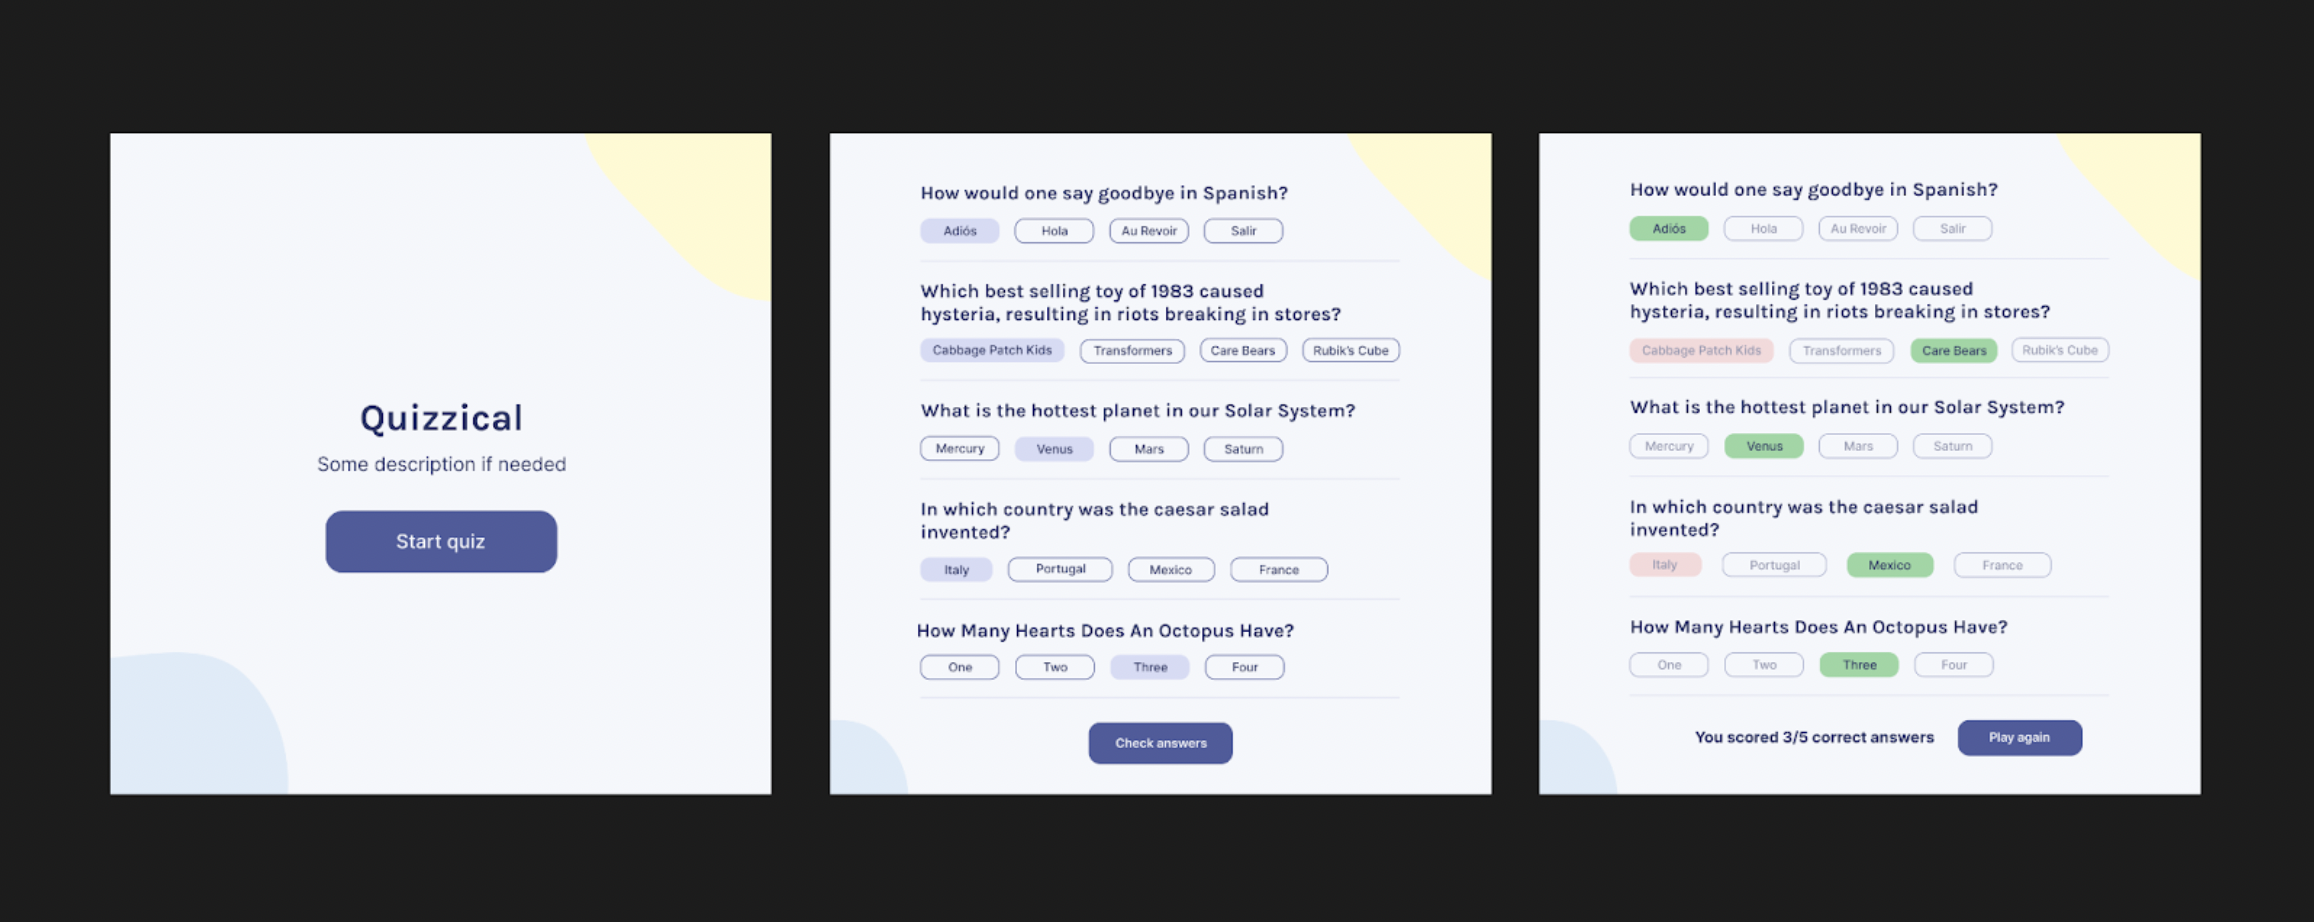 Quizzical
Some description if needed
Start quiz
How would one say goodbye in Spanish?
Adiós Hola Au Revoir Salir
Which best selling toy of 1983 caused
hysteria, resulting in riots breaking in stores?
Cabbage Patch Kids Transformers Care Bears Rubik's Cube
What is the hottest planet in our Solar System?
Mercury Venus Mars Saturn
In which country was the caesar salad
invented?
Italy Portugal Mexico France
How Many Hearts Does An Octopus Have?
One Two Three Four
Check answers
How would one say goodbye in Spanish?
Adiós Hola Au Revoir Salir
Which best selling toy of 1983 caused
hysteria, resulting in riots breaking in stores?
Cabbage Patch Kids Transformers Care Bears Rubik's Cube
What is the hottest planet in our Solar System?
Mercury Venus Mars Saturn
In which country was the caesar salad
invented?
Italy Portugal Mexico France
How Many Hearts Does An Octopus Have?
One Two Three Four
You scored 3/5 correct answers Play again